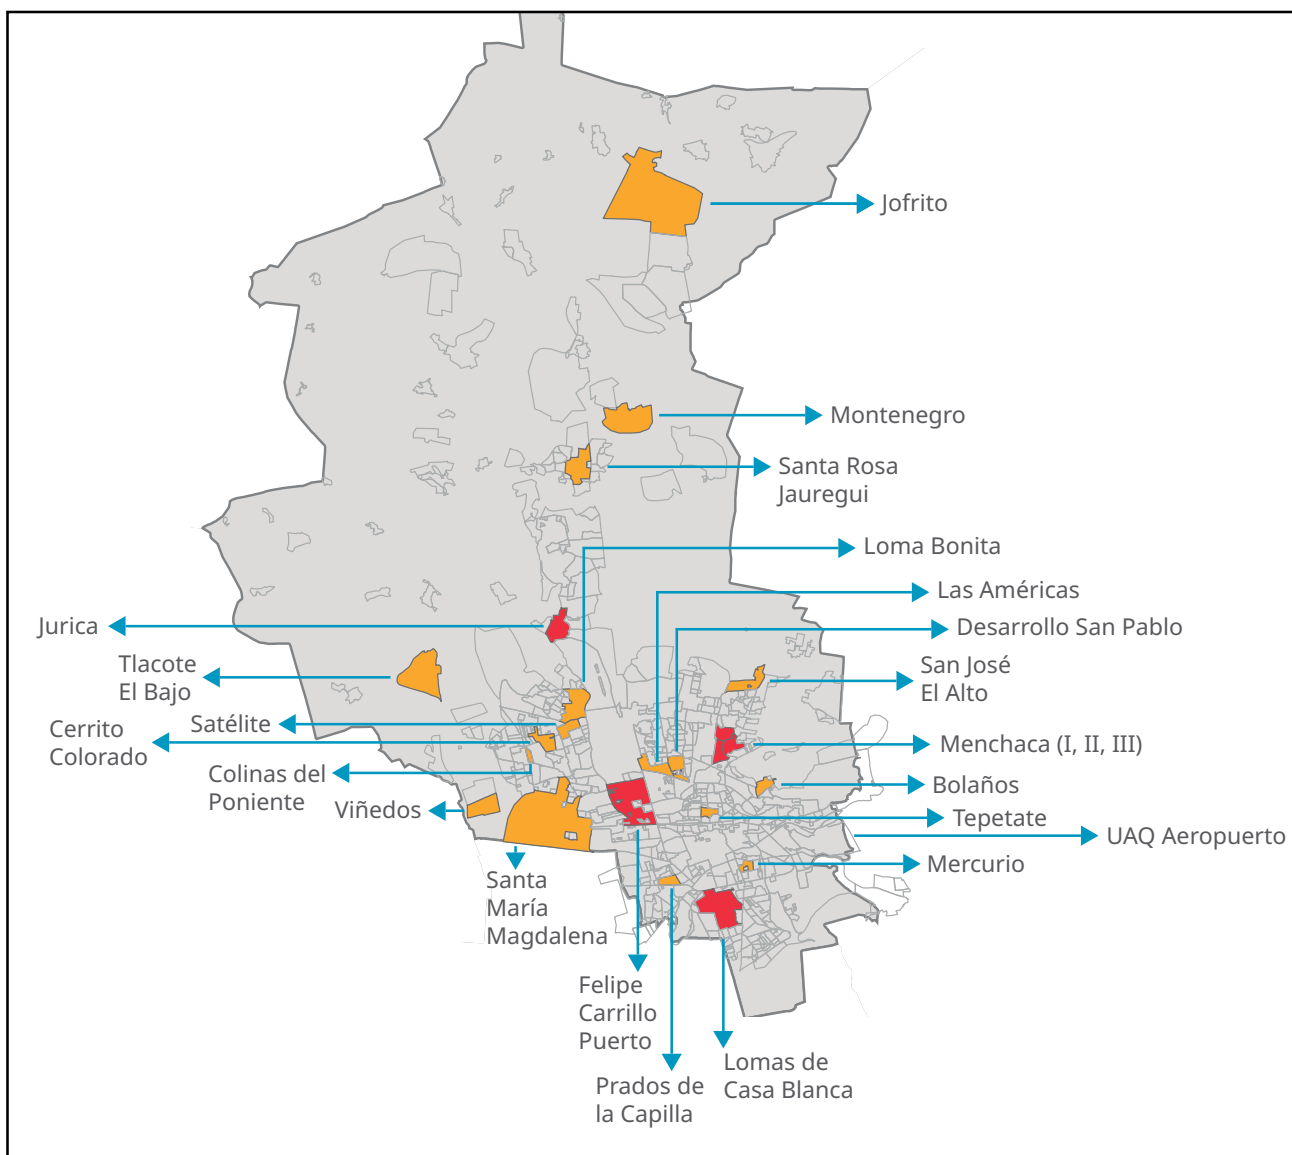 Jofrito
Montenegro
Santa Rosa
Jauregui
Loma Bonita
Las Américas
Desarrollo San Pablo
Jurica
Tlacote
El Bajo
San José
El Alto
Satélite
Cerrito
Colorado
Menchaca (I, II, III)
Colinas del
Poniente
Bolaños
Viñedos
Tepetate
UAQ Aeropuerto
Mercurio
Santa
María
Magdalena
Felipe
Carrillo
Puerto
Lomas de
Casa Blanca
Prados de
la Capilla